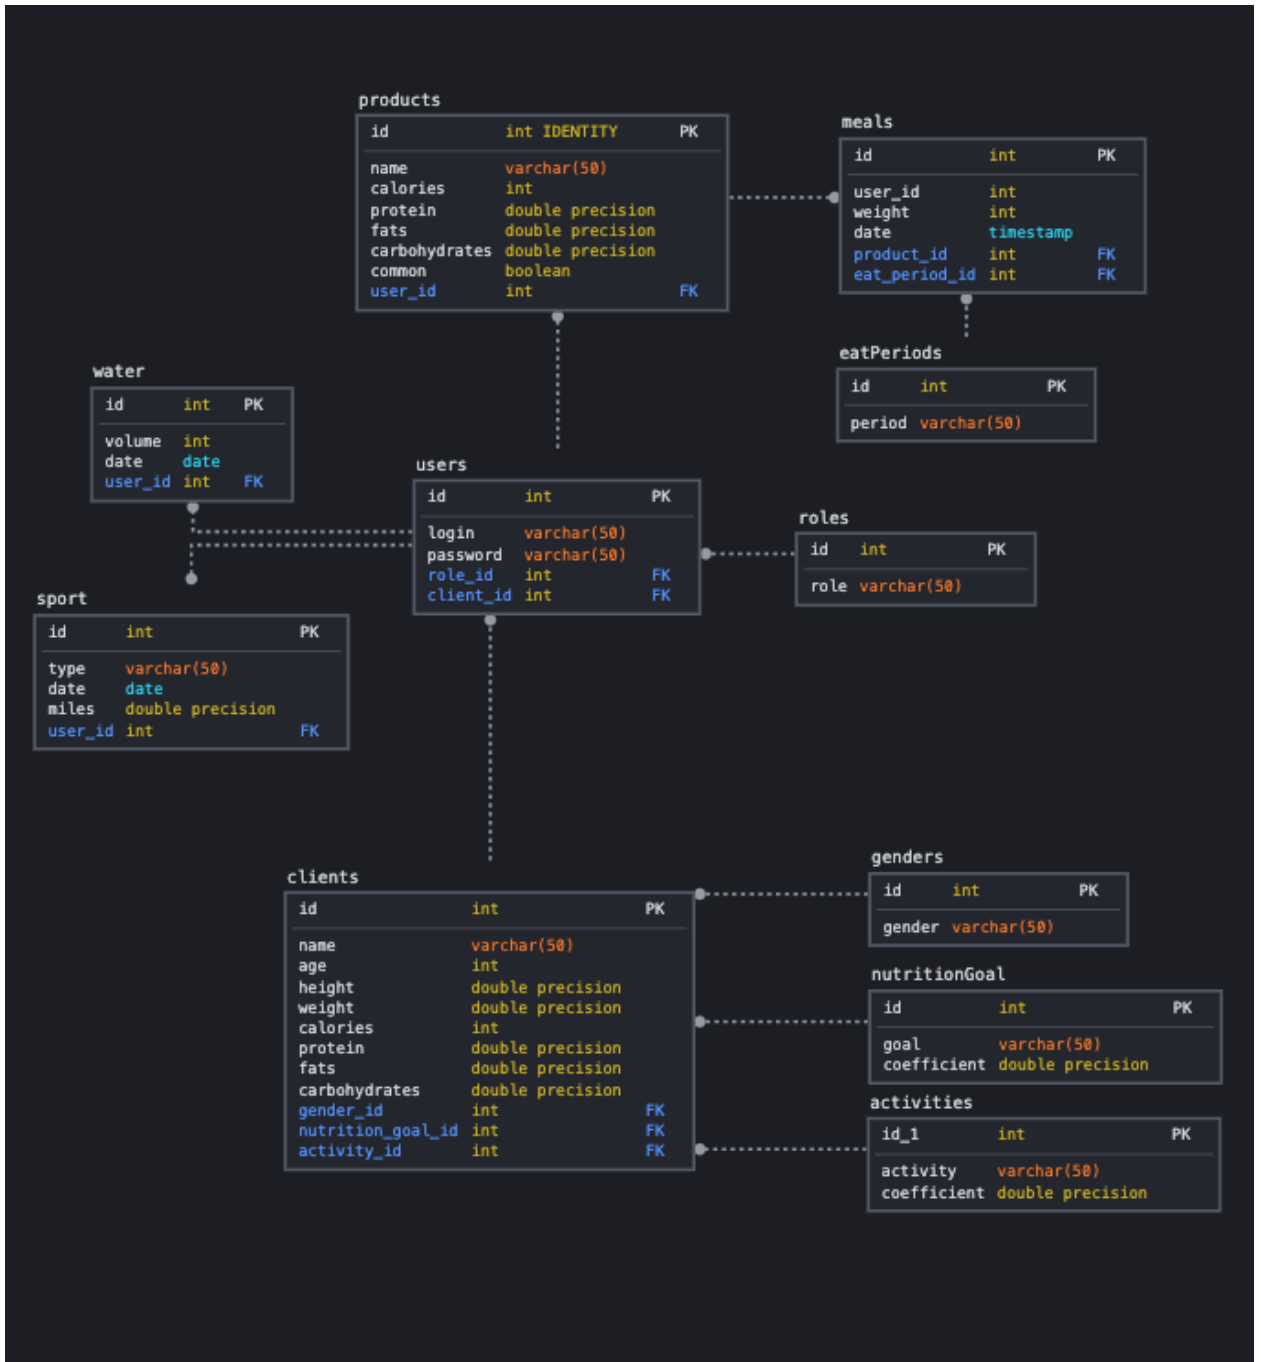 products
id int IDENTITY PK
name varchar(50)
calories int
protein double precision
fats double precision
carbohydrates double precision
common boolean
user_id int FK
meals
id int PK
user_id int
weight int
date timestamp
product_id int FK
eat_period_id int FK
eatPeriods
id int PK
period varchar(50)
water
id int PK
volume int
date date
user_id int FK
users
id int PK
login varchar(50)
password varchar(50)
role_id int FK
client_id int FK
roles
id int PK
role varchar(50)
sport
id int PK
type varchar(50)
date date
miles double precision
user_id int FK
clients
id int PK
name varchar(50)
age int
height double precision
weight double precision
calories int
protein double precision
fats double precision
carbohydrates double precision
gender_id int FK
nutrition_goal_id int FK
activity_id int FK
genders
id int PK
gender varchar(50)
nutritionGoal
id int PK
goal varchar(50)
coefficient double precision
activities
id_1 int PK
activity varchar(50)
coefficient double precision